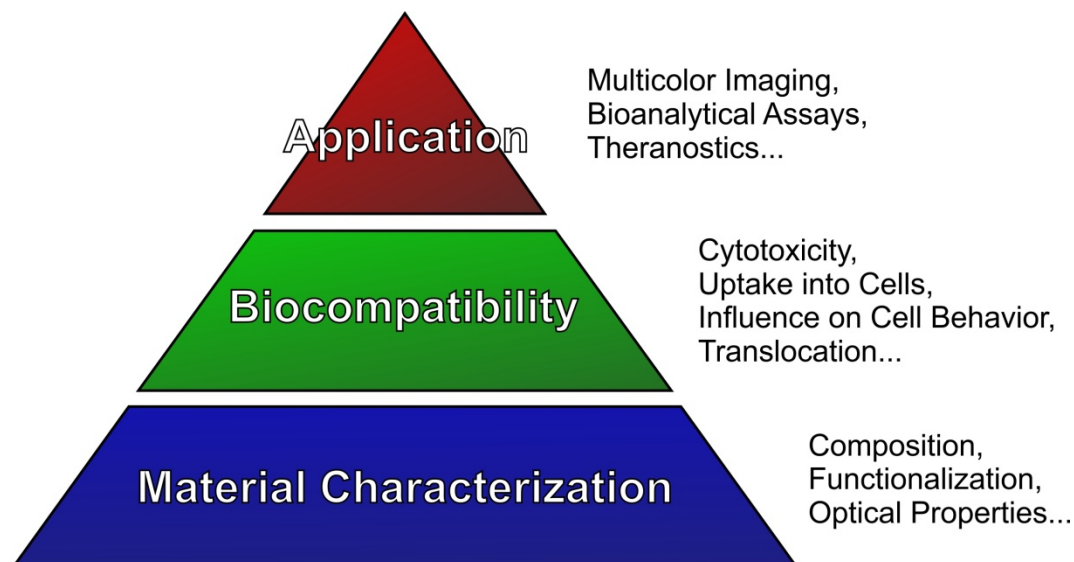 Application
Multicolor Imaging,
Bioanalytical Assays,
Theranostics...
Biocompatibility
Cytotoxicity,
Uptake into Cells,
Influence on Cell Behavior,
Translocation...
Material Characterization
Composition,
Functionalization,
Optical Properties...